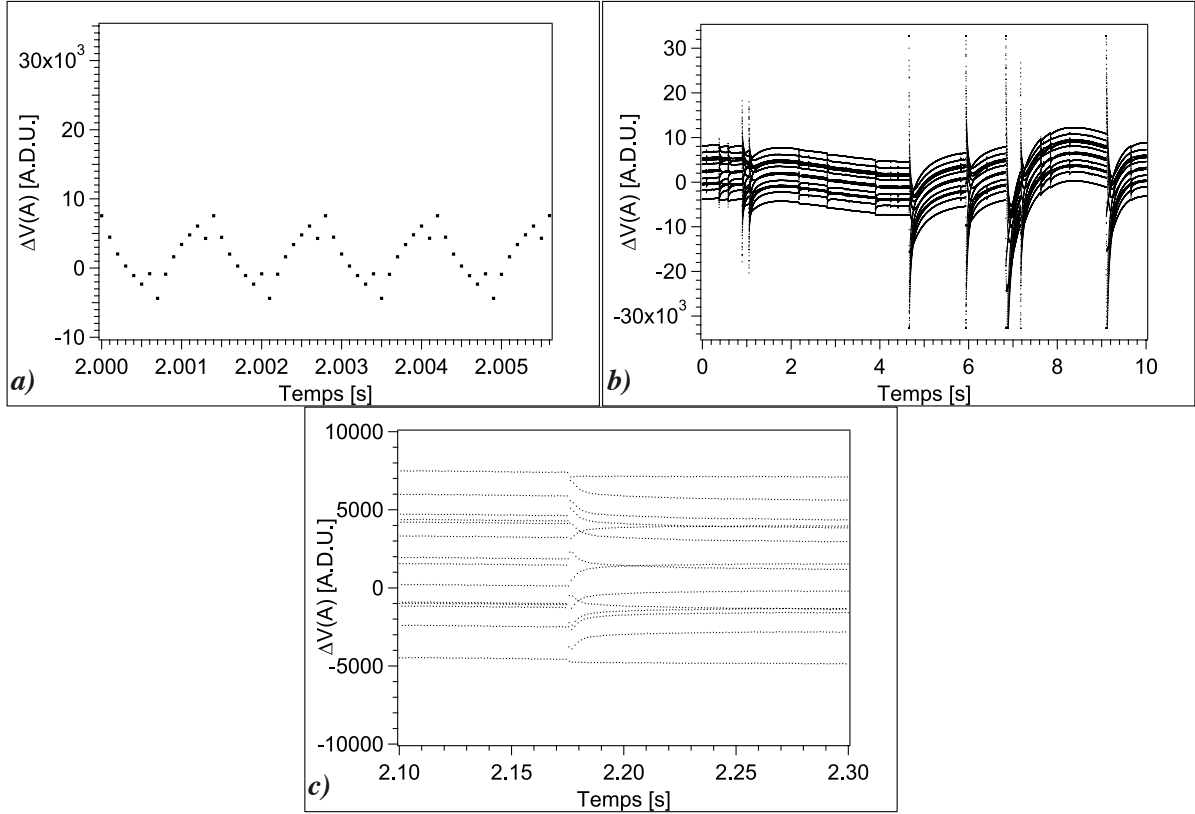 30x10³
20
10
0
-10
ΔV(A) [A.D.U.]
2.000 2.001 2.002 2.003 2.004 2.005
Temps [s]
a)
30
20
10
0
-10
-20
-30x10³
ΔV(A) [A.D.U.]
0 2 4 6 8 10
Temps [s]
b)
10000
5000
0
-5000
-10000
ΔV(A) [A.D.U.]
2.10 2.15 2.20 2.25 2.30
Temps [s]
c)